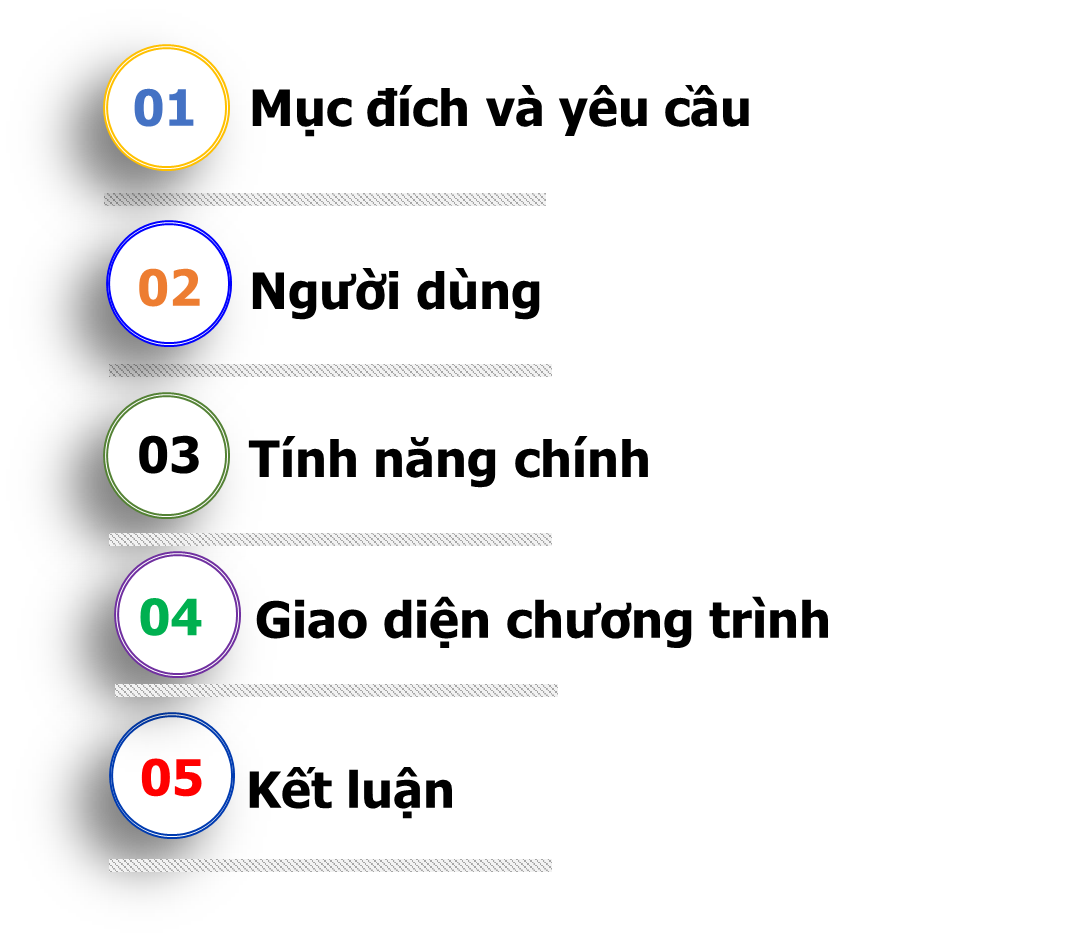 01 Mục đích và yêu cầu
02 Người dùng
03 Tính năng chính
04 Giao diện chương trình
05 Kết luận